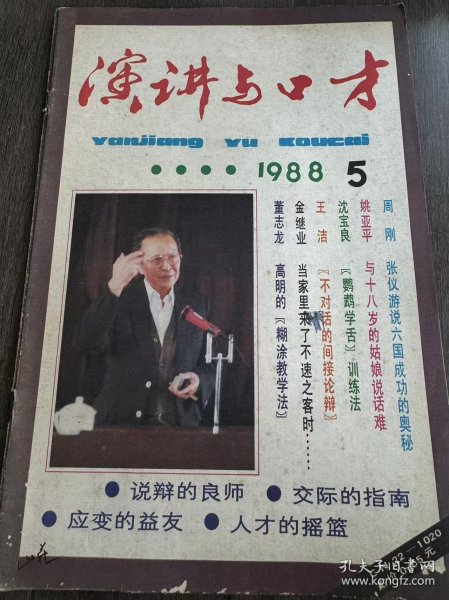 演讲与口才
yanjiang yu koucai
1988 5
周刚 张仪游说六国成功的奥秘
姚亚平 与十八岁的姑娘说话难
沈宝良 《鹦鹉学舌》训练法
王洁 《不对话的间接论辩》
金继业 当家里来了不速之客时……
董志龙 高明的《糊涂教学法》
●说辩的良师 ●交际的指南
●应变的益友 ●人才的摇篮
孔夫子旧书网
kongfz.com